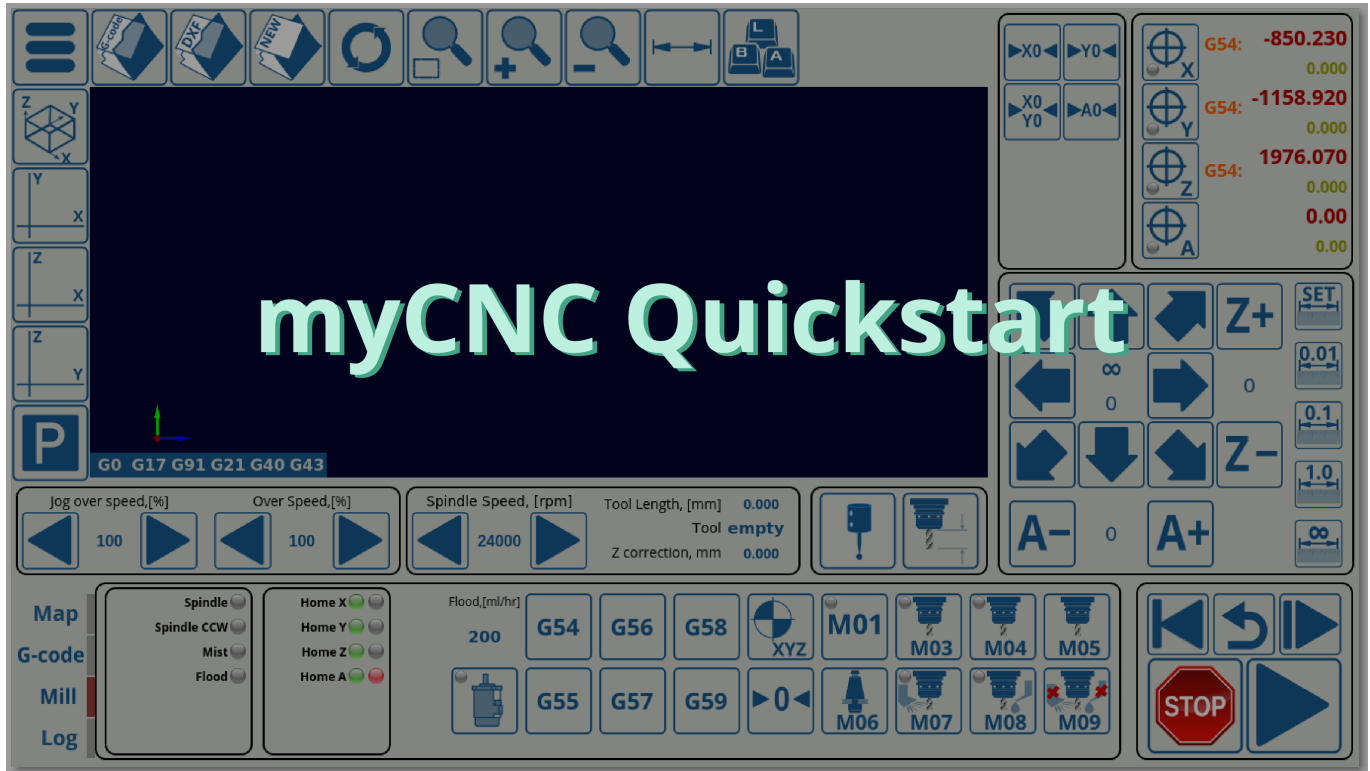 G-code
DXF
NEW
L
B A
►X0◄ ►Y0◄
►X0◄
Y0
►A0◄
X
G54: -850.230
0.000
Y
G54: -1158.920
0.000
Z
G54: 1976.070
0.000
A
0.00
0.00
Z
Y
X
Y
X
Z
X
Z
Y
P
myCNC Quickstart
G0 G17 G91 G21 G40 G43
Z+
SET
∞
0
0
0.01
0.1
Z-
1.0
A-
0
A+
∞
Jog over speed,[%]
100
Over Speed,[%]
100
Spindle Speed, [rpm]
24000
Tool Length, [mm] 0.000
Tool empty
Z correction, mm 0.000
Map
G-code
Mill
Log
Spindle
Spindle CCW
Mist
Flood
Home X
Home Y
Home Z
Home A
Flood,[ml/hr]
200
G54 G56 G58 XYZ M01 M03 M04 M05
G55 G57 G59 ►0◄ M06 M07 M08 M09
STOP